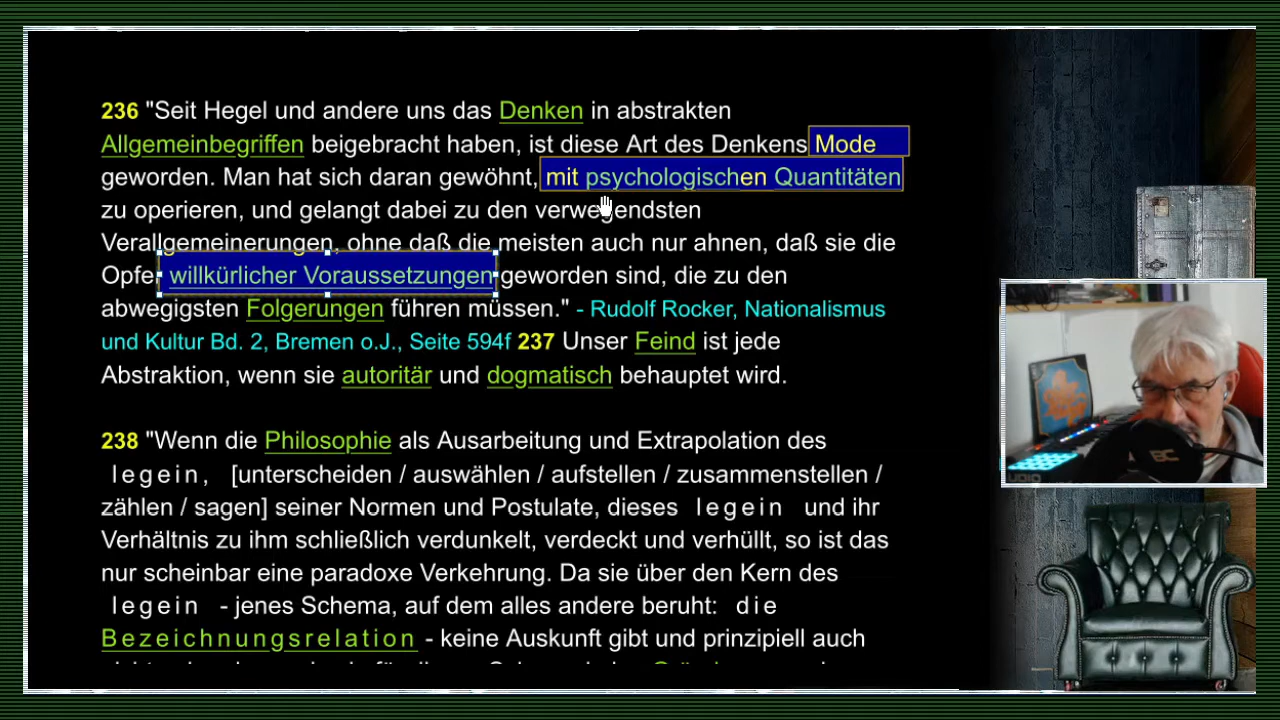 236 "Seit Hegel und andere uns das Denken in abstrakten
Allgemeinbegriffen beigebracht haben, ist diese Art des Denkens Mode
geworden. Man hat sich daran gewöhnt, mit psychologischen Quantitäten
zu operieren, und gelangt dabei zu den verwegendsten
Verallgemeinerungen, ohne daß die meisten auch nur ahnen, daß sie die
Opfer willkürlicher Voraussetzungen geworden sind, die zu den
abwegigsten Folgerungen führen müssen." - Rudolf Rocker, Nationalismus
und Kultur Bd. 2, Bremen o.J., Seite 594f 237 Unser Feind ist jede
Abstraktion, wenn sie autoritär und dogmatisch behauptet wird.
238 "Wenn die Philosophie als Ausarbeitung und Extrapolation des
legein, [unterscheiden / auswählen / aufstellen / zusammenstellen /
zählen / sagen] seiner Normen und Postulate, dieses legein und ihr
Verhältnis zu ihm schließlich verdunkelt, verdeckt und verhüllt, so ist das
nur scheinbar eine paradoxe Verkehrung. Da sie über den Kern des
legein - jenes Schema, auf dem alles andere beruht: die
Bezeichnungsrelation - keine Auskunft gibt und prinzipiell auch